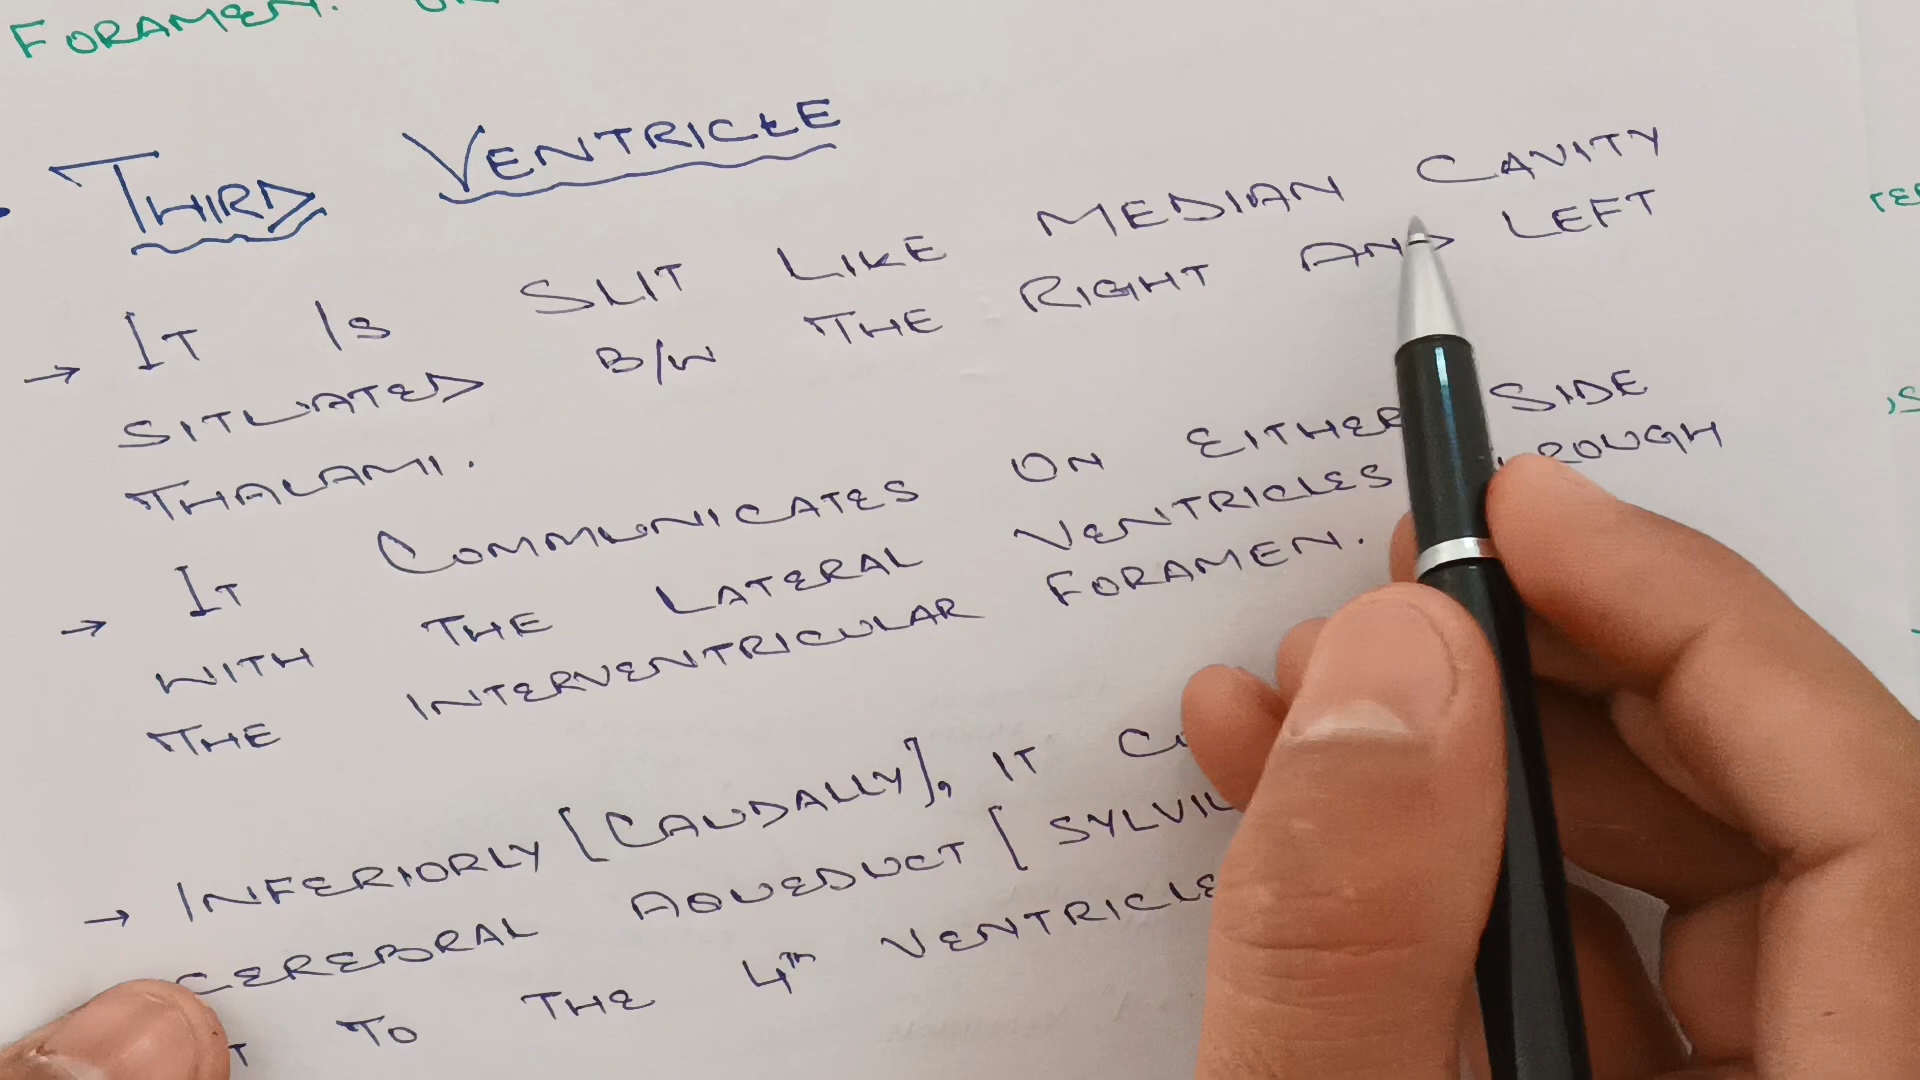 FORAMEN.
THIRD VENTRICLE
→ IT IS SLIT LIKE MEDIAN CAVITY
SITUATED B/W THE RIGHT AND LEFT
THALAMI.
→ IT COMMUNICATES ON EITHER SIDE
WITH THE LATERAL VENTRICLES THROUGH
THE INTERVENTRICULAR FORAMEN.
→ INFERIORLY [CAUDALLY], IT
CEREBRAL AQUEDUCT [
TO THE 4TH VENTRICLE